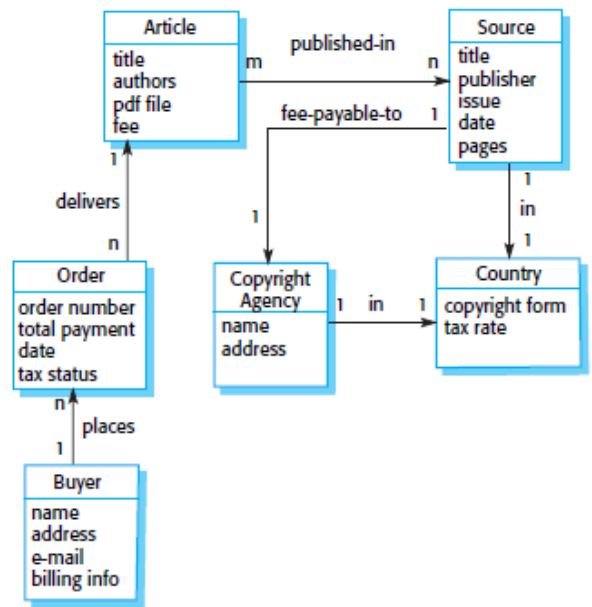 Article
title
authors
pdf file
fee
m
published-in
n
Source
title
publisher
issue
date
pages
fee-payable-to
1
1
1
in
1
1
delivers
n
Order
order number
total payment
date
tax status
Copyright
Agency
name
address
1
in
1
Country
copyright form
tax rate
n
places
1
Buyer
name
address
e-mail
billing info